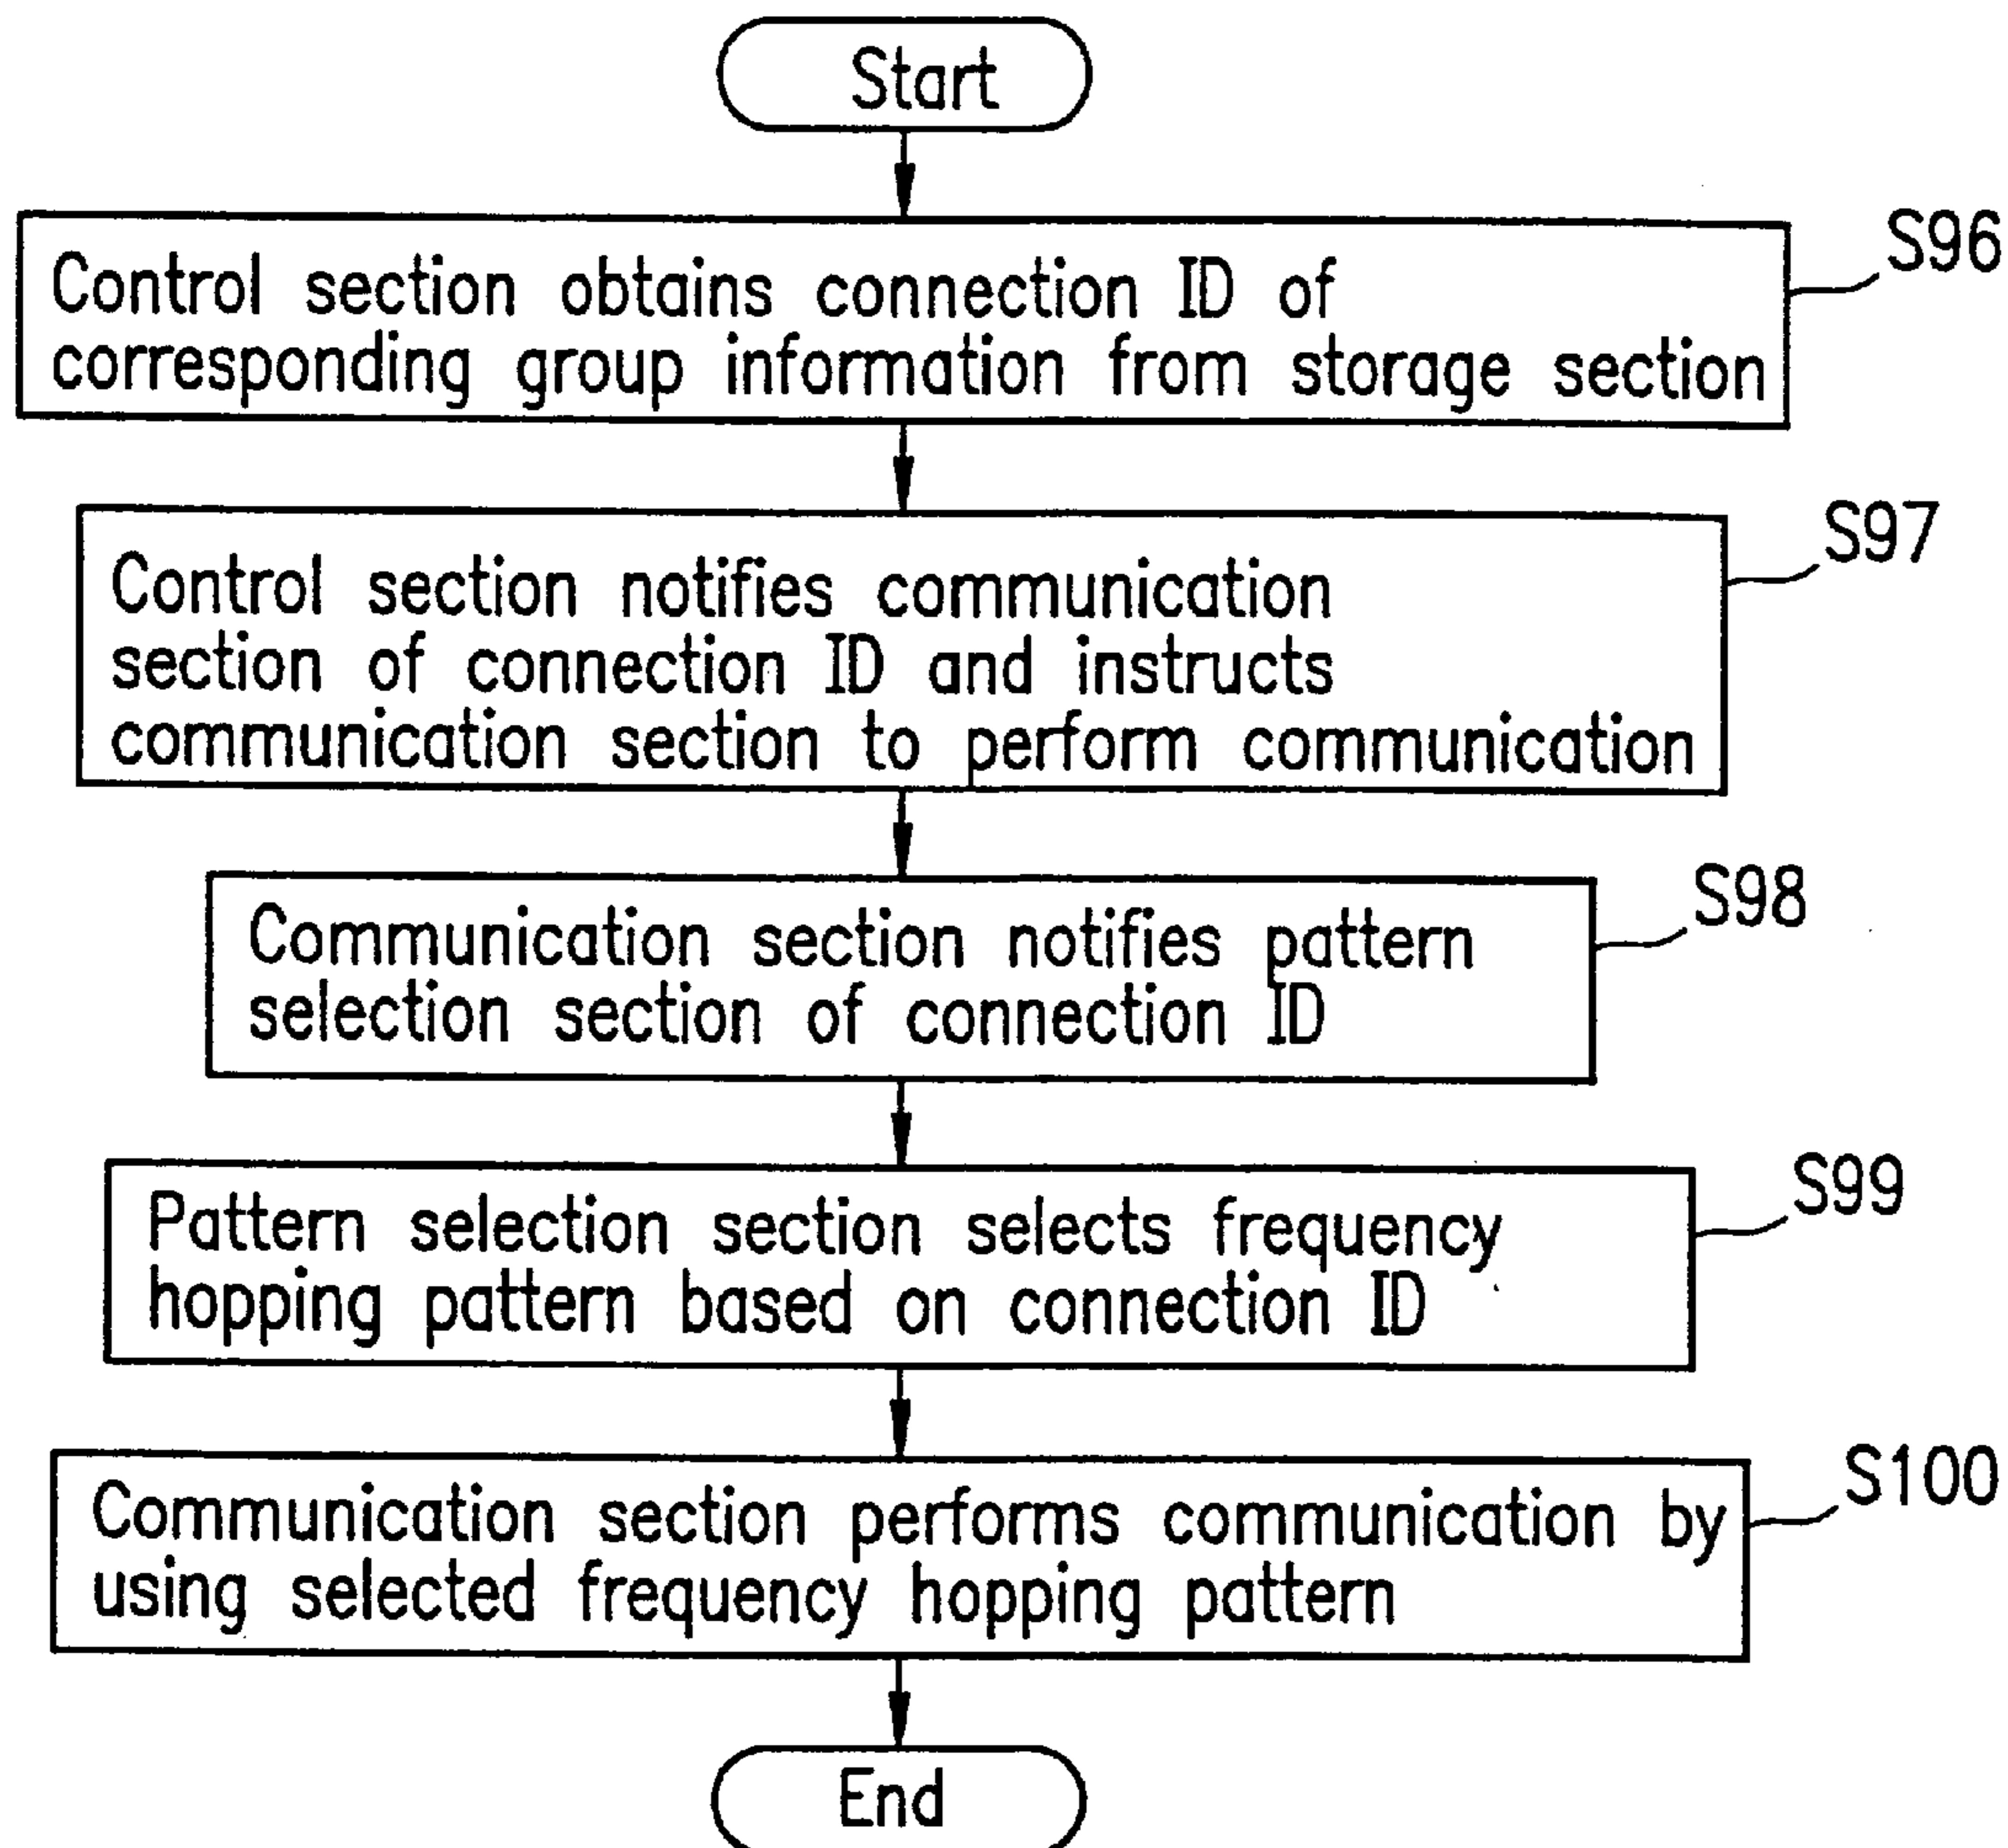 Start
S96
Control section obtains connection ID of
corresponding group information from storage section
S97
Control section notifies communication
section of connection ID and instructs
communication section to perform communication
S98
Communication section notifies pattern
selection section of connection ID
S99
Pattern selection section selects frequency
hopping pattern based on connection ID
S100
Communication section performs communication by
using selected frequency hopping pattern
End